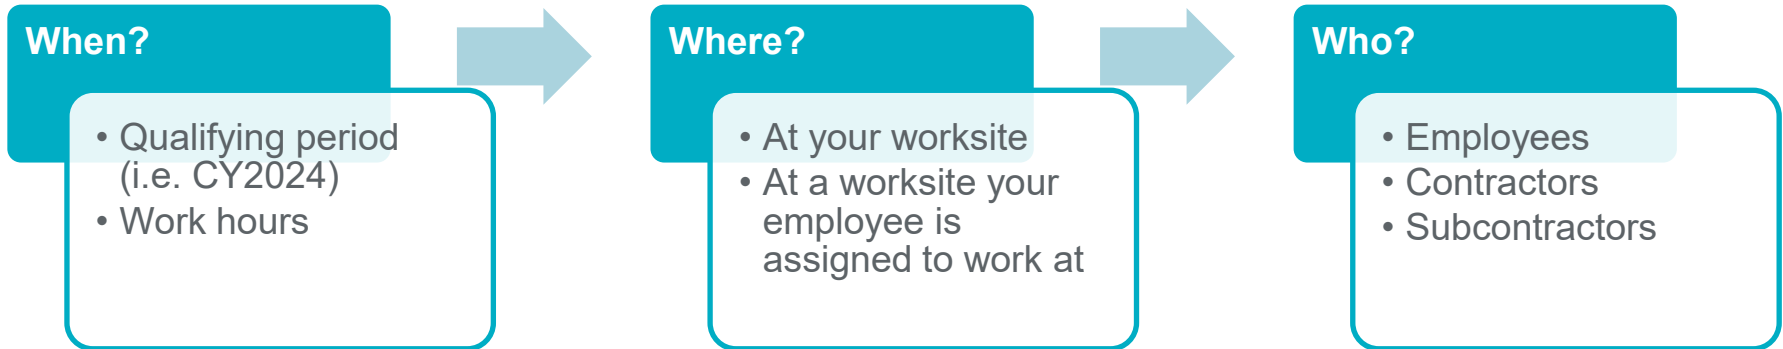 When?
• Qualifying period
(i.e. CY2024)
• Work hours
Where?
• At your worksite
• At a worksite your
employee is
assigned to work at
Who?
• Employees
• Contractors
• Subcontractors